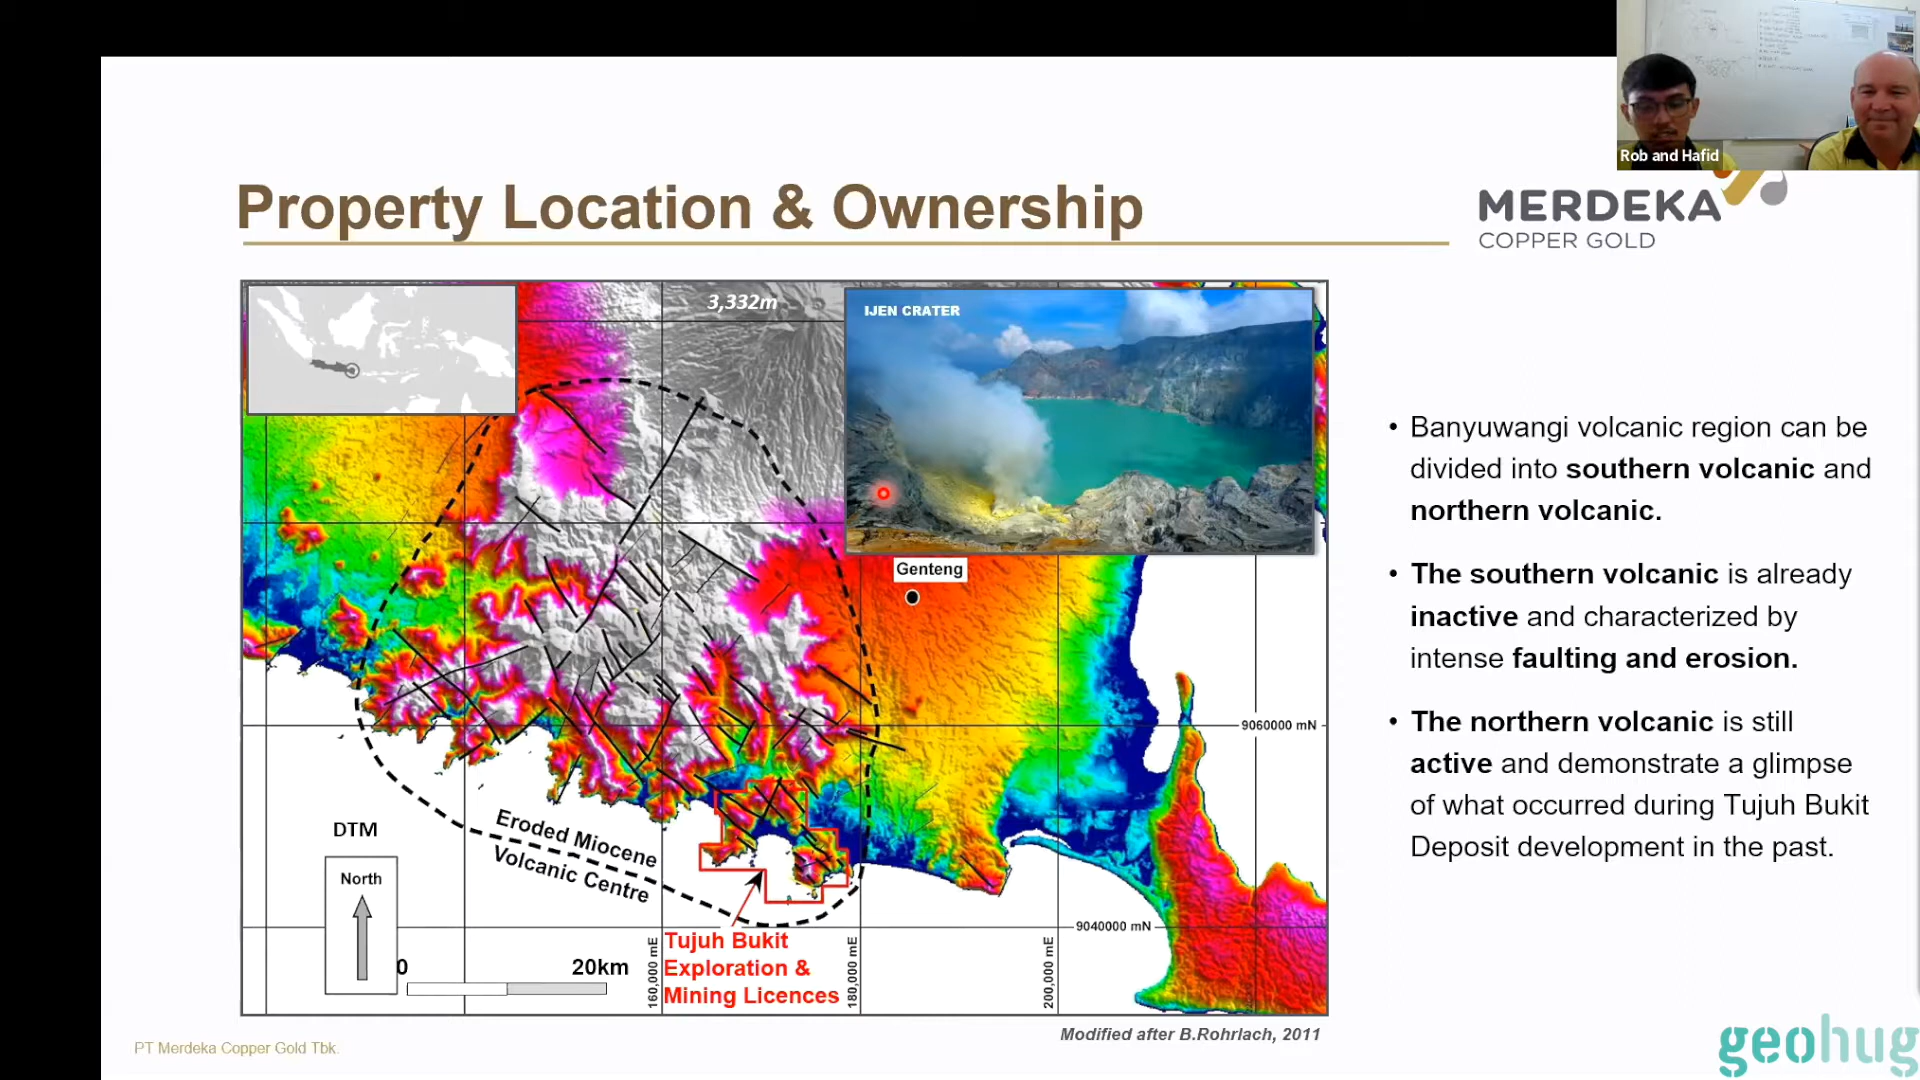 Rob and Hafid
Property Location & Ownership
MERDEKA
COPPER GOLD
3,332m
IJEN CRATER
Genteng
9060000 mN
Eroded Miocene
Volcanic Centre
DTM
North
0
20km
9040000 mN
160,000 mE
180,000 mE
200,000 mE
Tujuh Bukit
Exploration &
Mining Licences
• Banyuwangi volcanic region can be
divided into southern volcanic and
northern volcanic.
• The southern volcanic is already
inactive and characterized by
intense faulting and erosion.
• The northern volcanic is still
active and demonstrate a glimpse
of what occurred during Tujuh Bukit
Deposit development in the past.
Modified after B.Rohrlach, 2011
PT Merdeka Copper Gold Tbk.
geohug